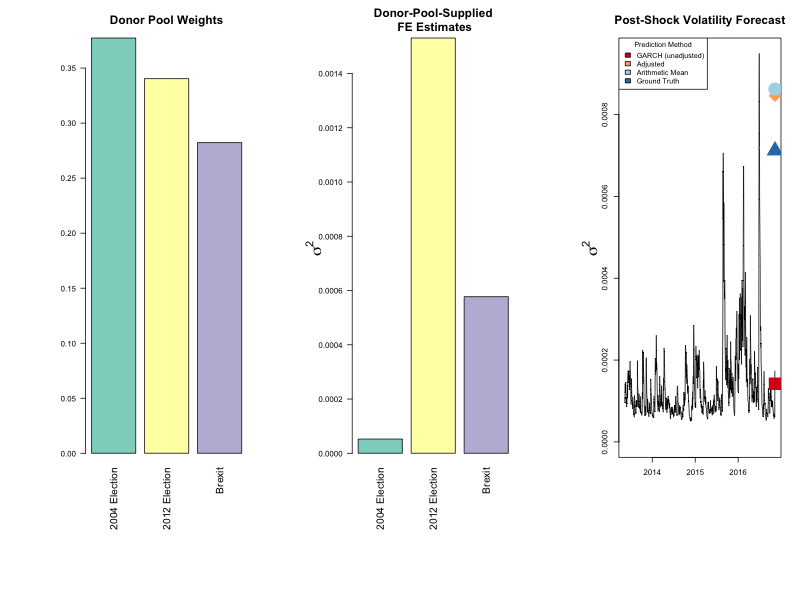 Donor Pool Weights
0.35
0.30
0.25
0.20
0.15
0.10
0.05
0.00
2004 Election
2012 Election
Brexit
Donor-Pool-Supplied
FE Estimates
σ²
0.0014
0.0012
0.0010
0.0008
0.0006
0.0004
0.0002
0.0000
2004 Election
2012 Election
Brexit
Post-Shock Volatility Forecast
Prediction Method
GARCH (unadjusted)
Adjusted
Arithmetic Mean
Ground Truth
σ²
0.0008
0.0006
0.0004
0.0002
0.0000
2014
2015
2016